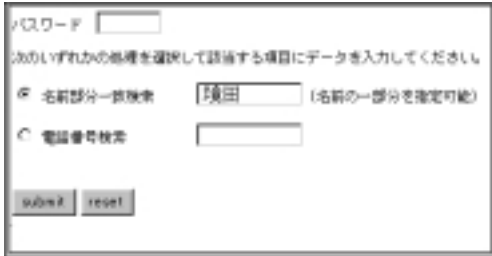 パスワード
次のいずれかの処理を選択して該当する項目にデータを入力してください。
名前部分一致検索 境田 (名前の一部分を指定可能)
電話番号検索
submit reset